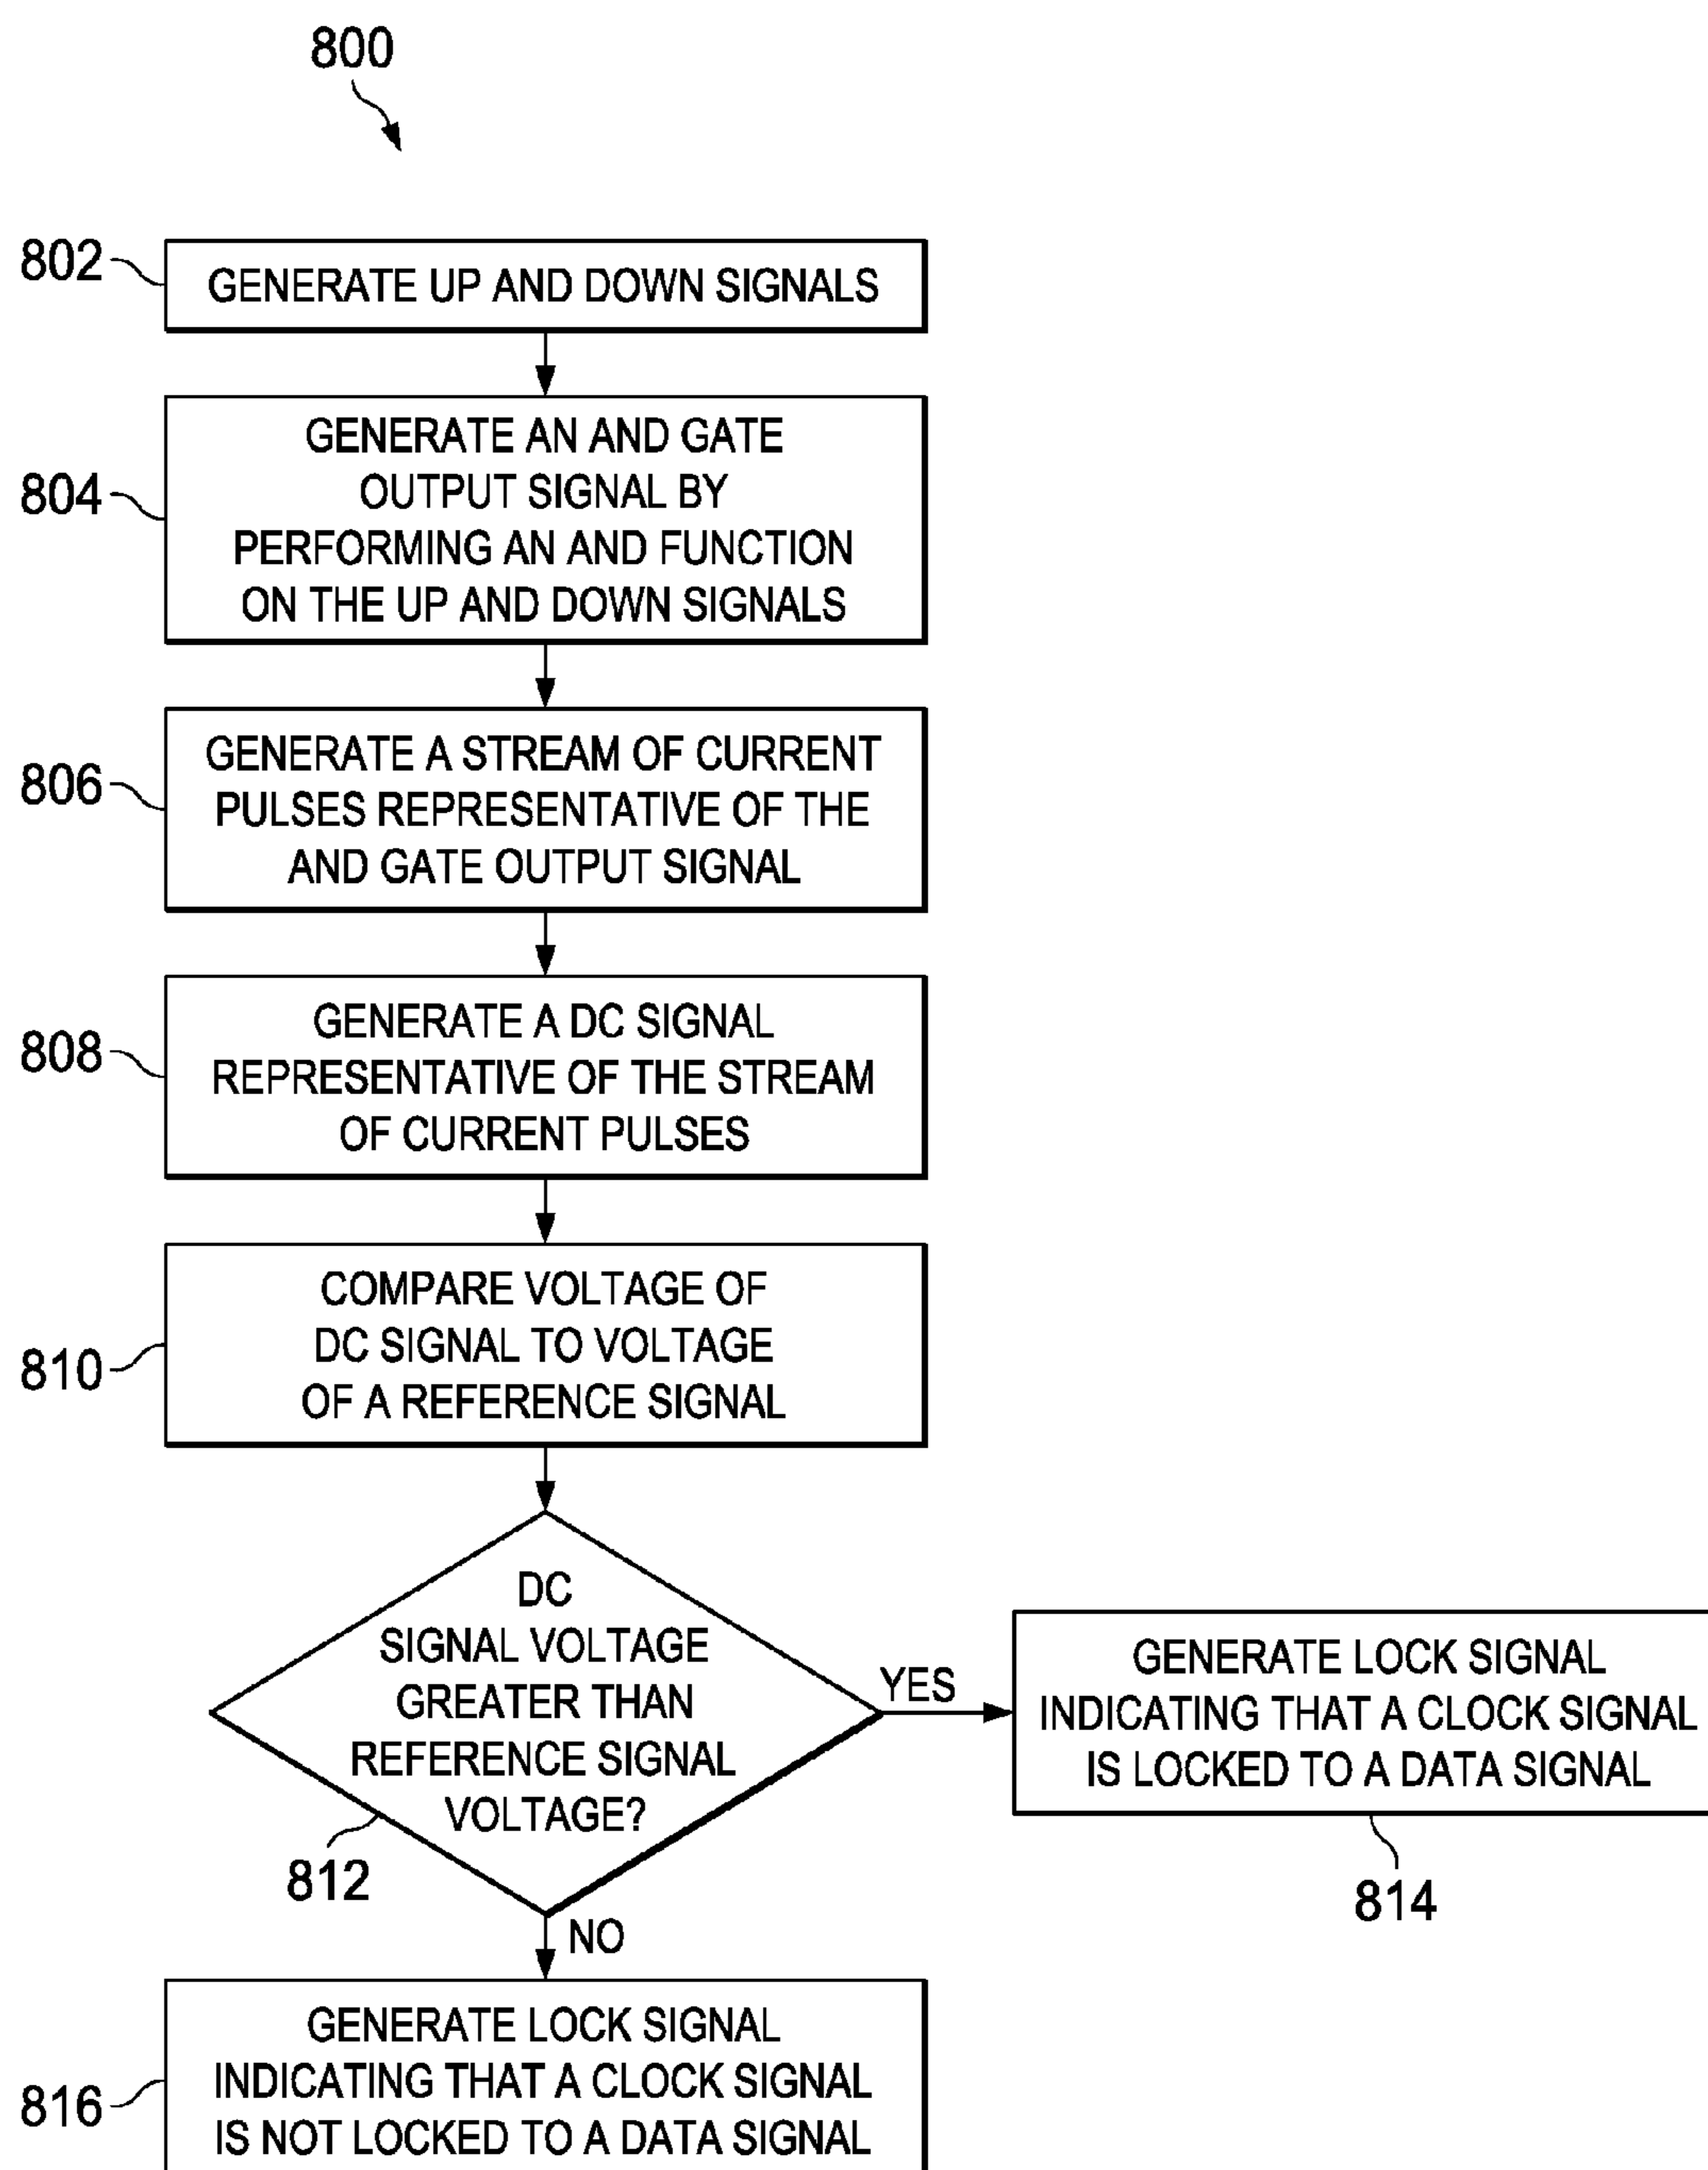 800
802
GENERATE UP AND DOWN SIGNALS
804
GENERATE AN AND GATE
OUTPUT SIGNAL BY
PERFORMING AN AND FUNCTION
ON THE UP AND DOWN SIGNALS
806
GENERATE A STREAM OF CURRENT
PULSES REPRESENTATIVE OF THE
AND GATE OUTPUT SIGNAL
808
GENERATE A DC SIGNAL
REPRESENTATIVE OF THE STREAM
OF CURRENT PULSES
810
COMPARE VOLTAGE OF
DC SIGNAL TO VOLTAGE
OF A REFERENCE SIGNAL
DC
SIGNAL VOLTAGE
GREATER THAN
REFERENCE SIGNAL
VOLTAGE?
812
YES
GENERATE LOCK SIGNAL
INDICATING THAT A CLOCK SIGNAL
IS LOCKED TO A DATA SIGNAL
814
NO
816
GENERATE LOCK SIGNAL
INDICATING THAT A CLOCK SIGNAL
IS NOT LOCKED TO A DATA SIGNAL